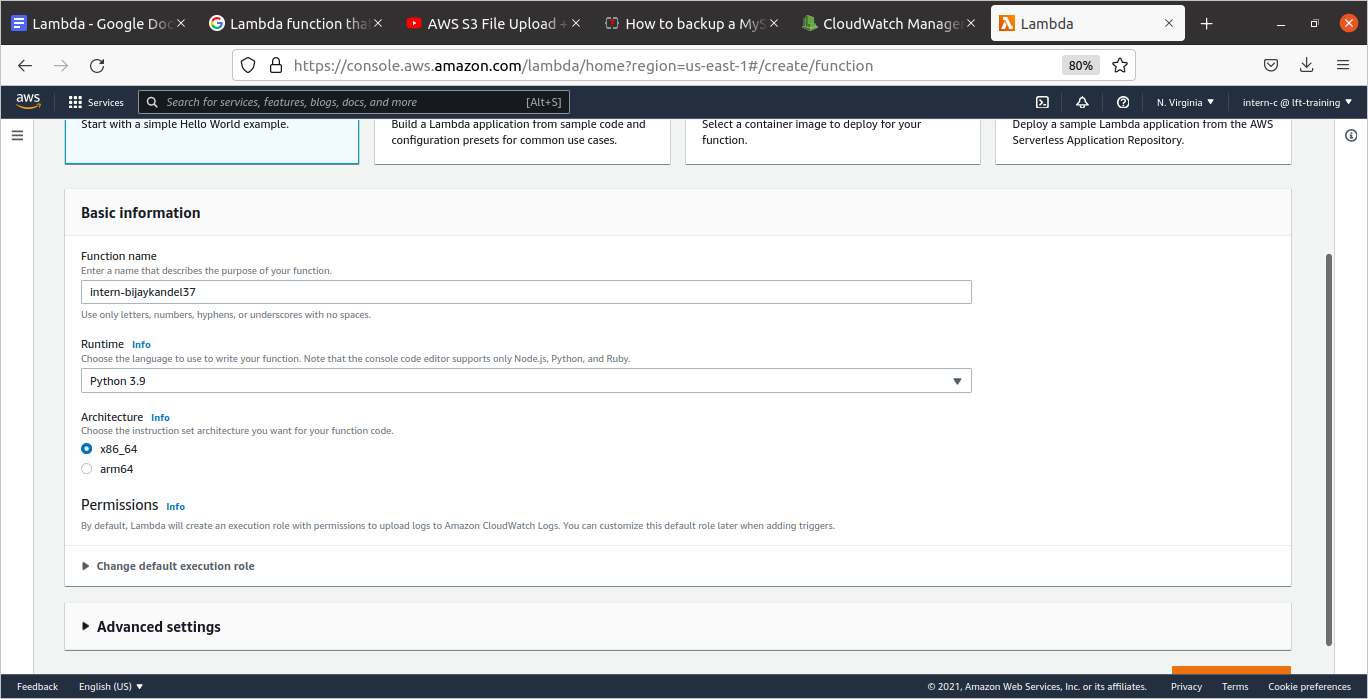 Lambda - Google Doc
Lambda function tha
AWS S3 File Upload +
How to backup a MyS
CloudWatch Manager
Lambda
https://console.aws.amazon.com/lambda/home?region=us-east-1#/create/function
80%
aws
Services
Search for services, features, blogs, docs, and more
[Alt+S]
N. Virginia
intern-c @ lft-training
Start with a simple Hello World example.
Build a Lambda application from sample code and
configuration presets for common use cases.
Select a container image to deploy for your
function.
Deploy a sample Lambda application from the AWS
Serverless Application Repository.
Basic information
Function name
Enter a name that describes the purpose of your function.
intern-bijaykandel37
Use only letters, numbers, hyphens, or underscores with no spaces.
Runtime Info
Choose the language to use to write your function. Note that the console code editor supports only Node.js, Python, and Ruby.
Python 3.9
Architecture Info
Choose the instruction set architecture you want for your function code.
x86_64
arm64
Permissions Info
By default, Lambda will create an execution role with permissions to upload logs to Amazon CloudWatch Logs. You can customize this default role later when adding triggers.
Change default execution role
Advanced settings
Feedback
English (US)
© 2021, Amazon Web Services, Inc. or its affiliates.
Privacy
Terms
Cookie preferences